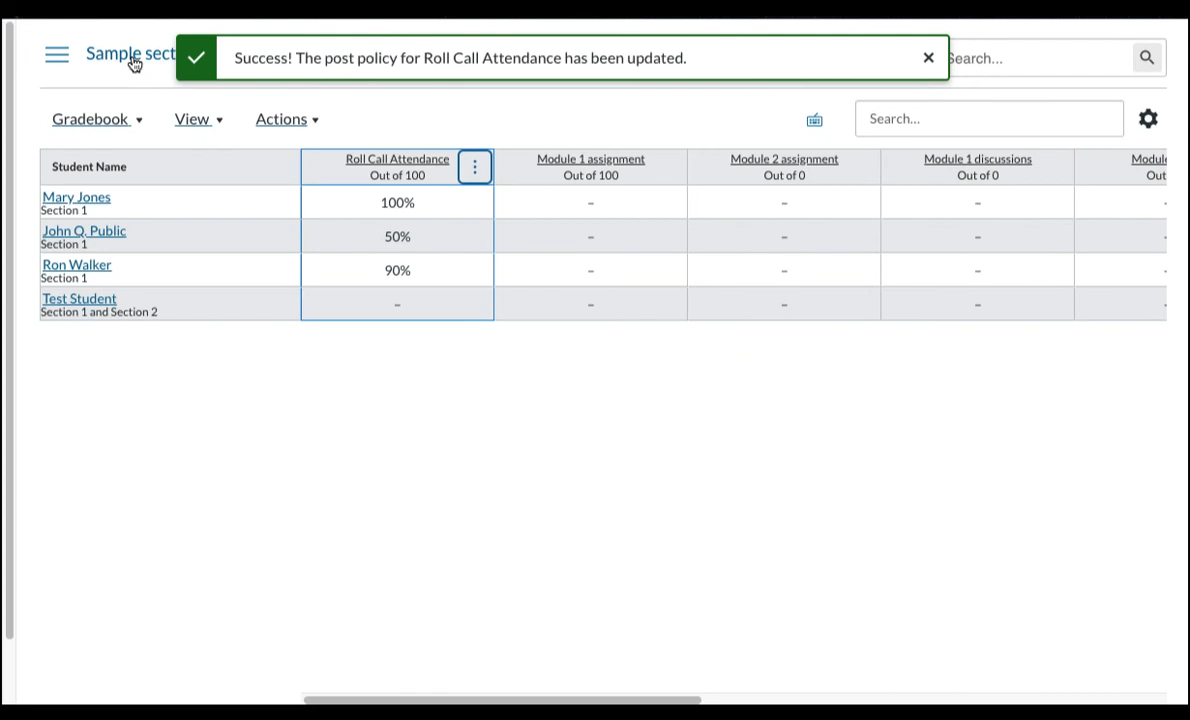 Sample sect
Success! The post policy for Roll Call Attendance has been updated.
Search...
Gradebook View Actions
Search...
Student Name
Roll Call Attendance
Out of 100
Module 1 assignment
Out of 100
Module 2 assignment
Out of 0
Module 1 discussions
Out of 0
Module
Out
Mary Jones
Section 1
100% - - - -
John Q. Public
Section 1
50% - - - -
Ron Walker
Section 1
90% - - - -
Test Student
Section 1 and Section 2
- - - - -